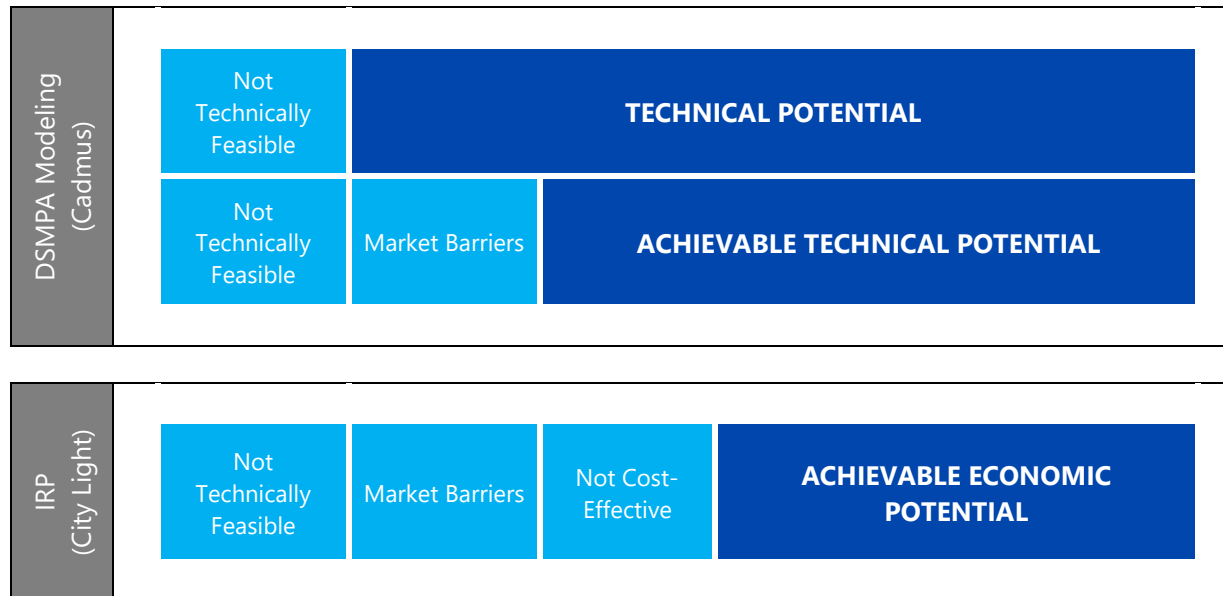 DSMPA Modeling
(Cadmus)
Not
Technically
Feasible
TECHNICAL POTENTIAL
Not
Technically
Feasible
Market Barriers
ACHIEVABLE TECHNICAL POTENTIAL
IRP
(City Light)
Not
Technically
Feasible
Market Barriers
Not Cost-
Effective
ACHIEVABLE ECONOMIC
POTENTIAL